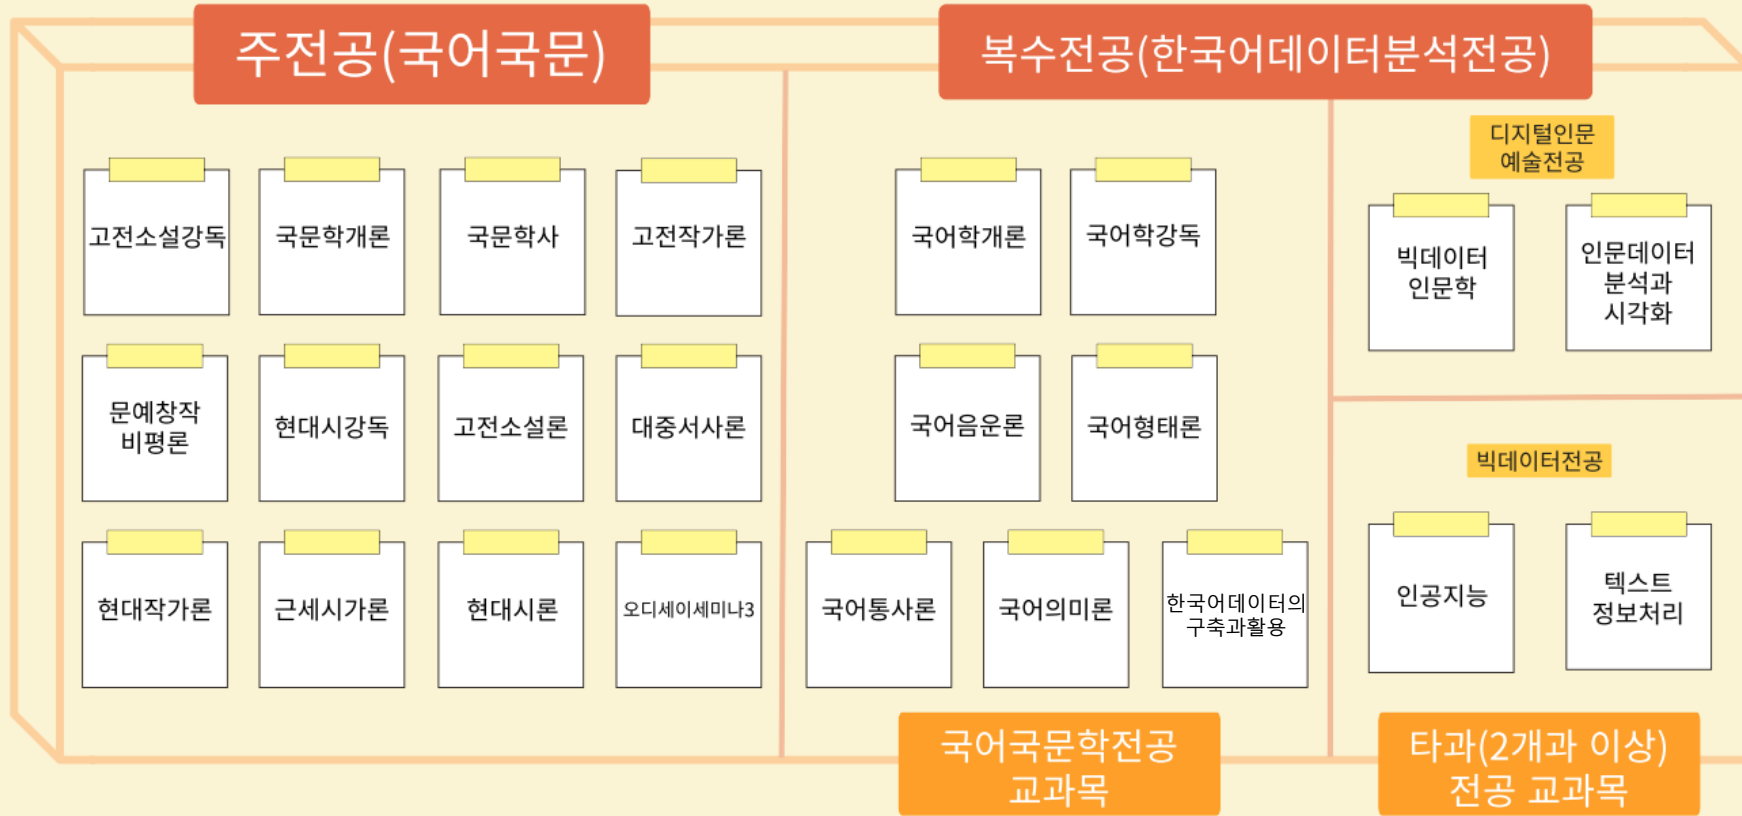 주전공(국어국문)
고전소설강독
국문학개론
국문학사
고전작가론
문예창작
비평론
현대시강독
고전소설론
대중서사론
현대작가론
근세시가론
현대시론
오디세이세미나3
복수전공(한국어데이터분석전공)
국어학개론
국어학강독
국어음운론
국어형태론
국어통사론
국어의미론
한국어데이터의
구축과활용
국어국문학전공
교과목
디지털인문
예술전공
빅데이터
인문학
인문데이터
분석과
시각화
빅데이터전공
인공지능
텍스트
정보처리
타과(2개과 이상)
전공 교과목